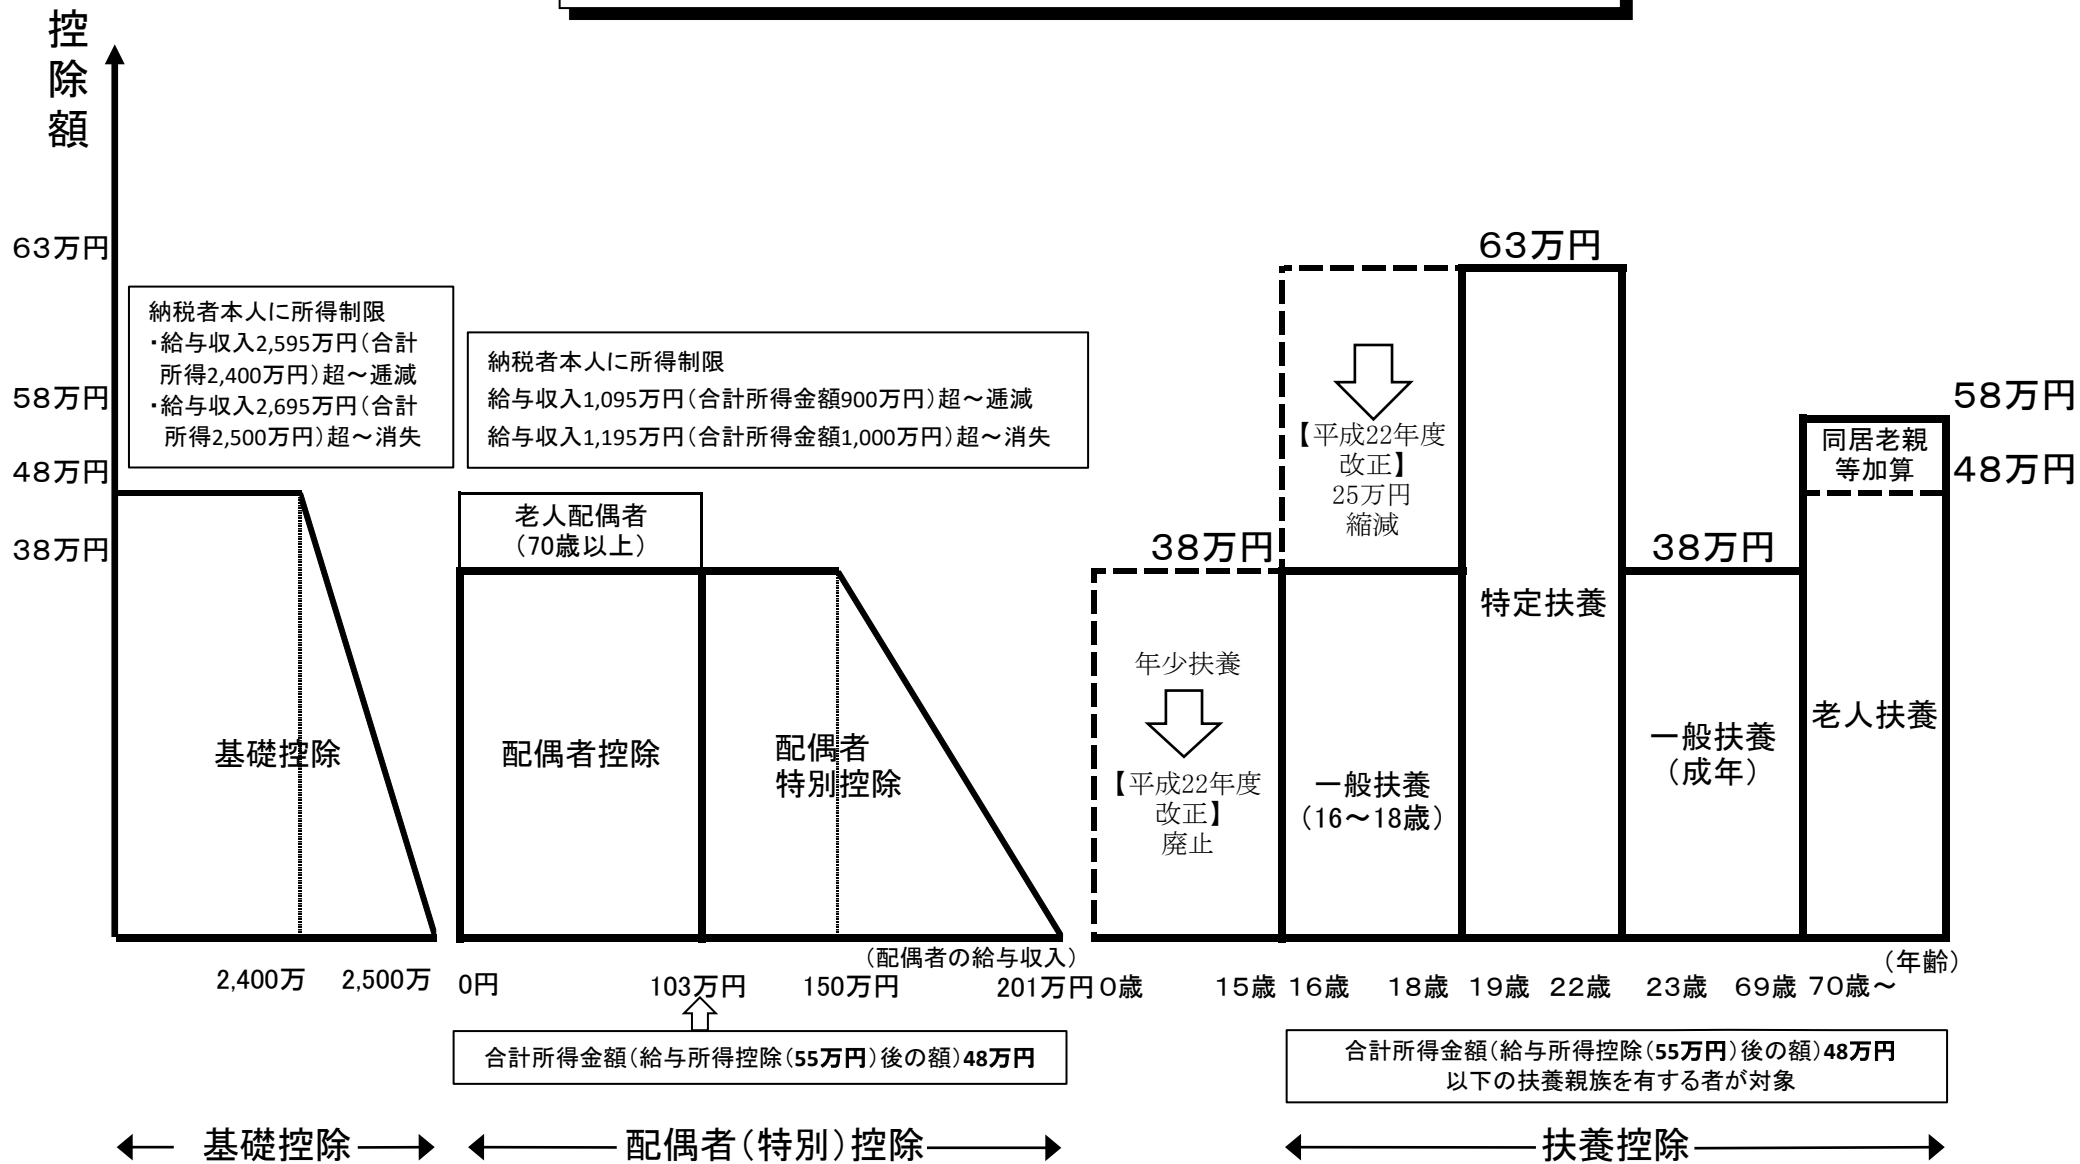 控
除
額
63万円
58万円
48万円
38万円
納税者本人に所得制限
・給与収入2,595万円（合計
所得2,400万円）超～逓減
・給与収入2,695万円（合計
所得2,500万円）超～消失
基礎控除
2,400万
2,500万
納税者本人に所得制限
給与収入1,095万円（合計所得金額900万円）超～逓減
給与収入1,195万円（合計所得金額1,000万円）超～消失
老人配偶者
（70歳以上）
配偶者控除
配偶者
特別控除
（配偶者の給与収入）
0円
103万円
150万円
201万円
合計所得金額（給与所得控除（55万円）後の額）48万円
38万円
年少扶養
【平成22年度
改正】
廃止
【平成22年度
改正】
25万円
縮減
一般扶養
（16～18歳）
63万円
特定扶養
38万円
一般扶養
（成年）
58万円
同居老親
等加算
48万円
老人扶養
（年齢）
0歳
15歳
16歳
18歳
19歳
22歳
23歳
69歳
70歳～
合計所得金額（給与所得控除（55万円）後の額）48万円
以下の扶養親族を有する者が対象
基礎控除
配偶者（特別）控除
扶養控除